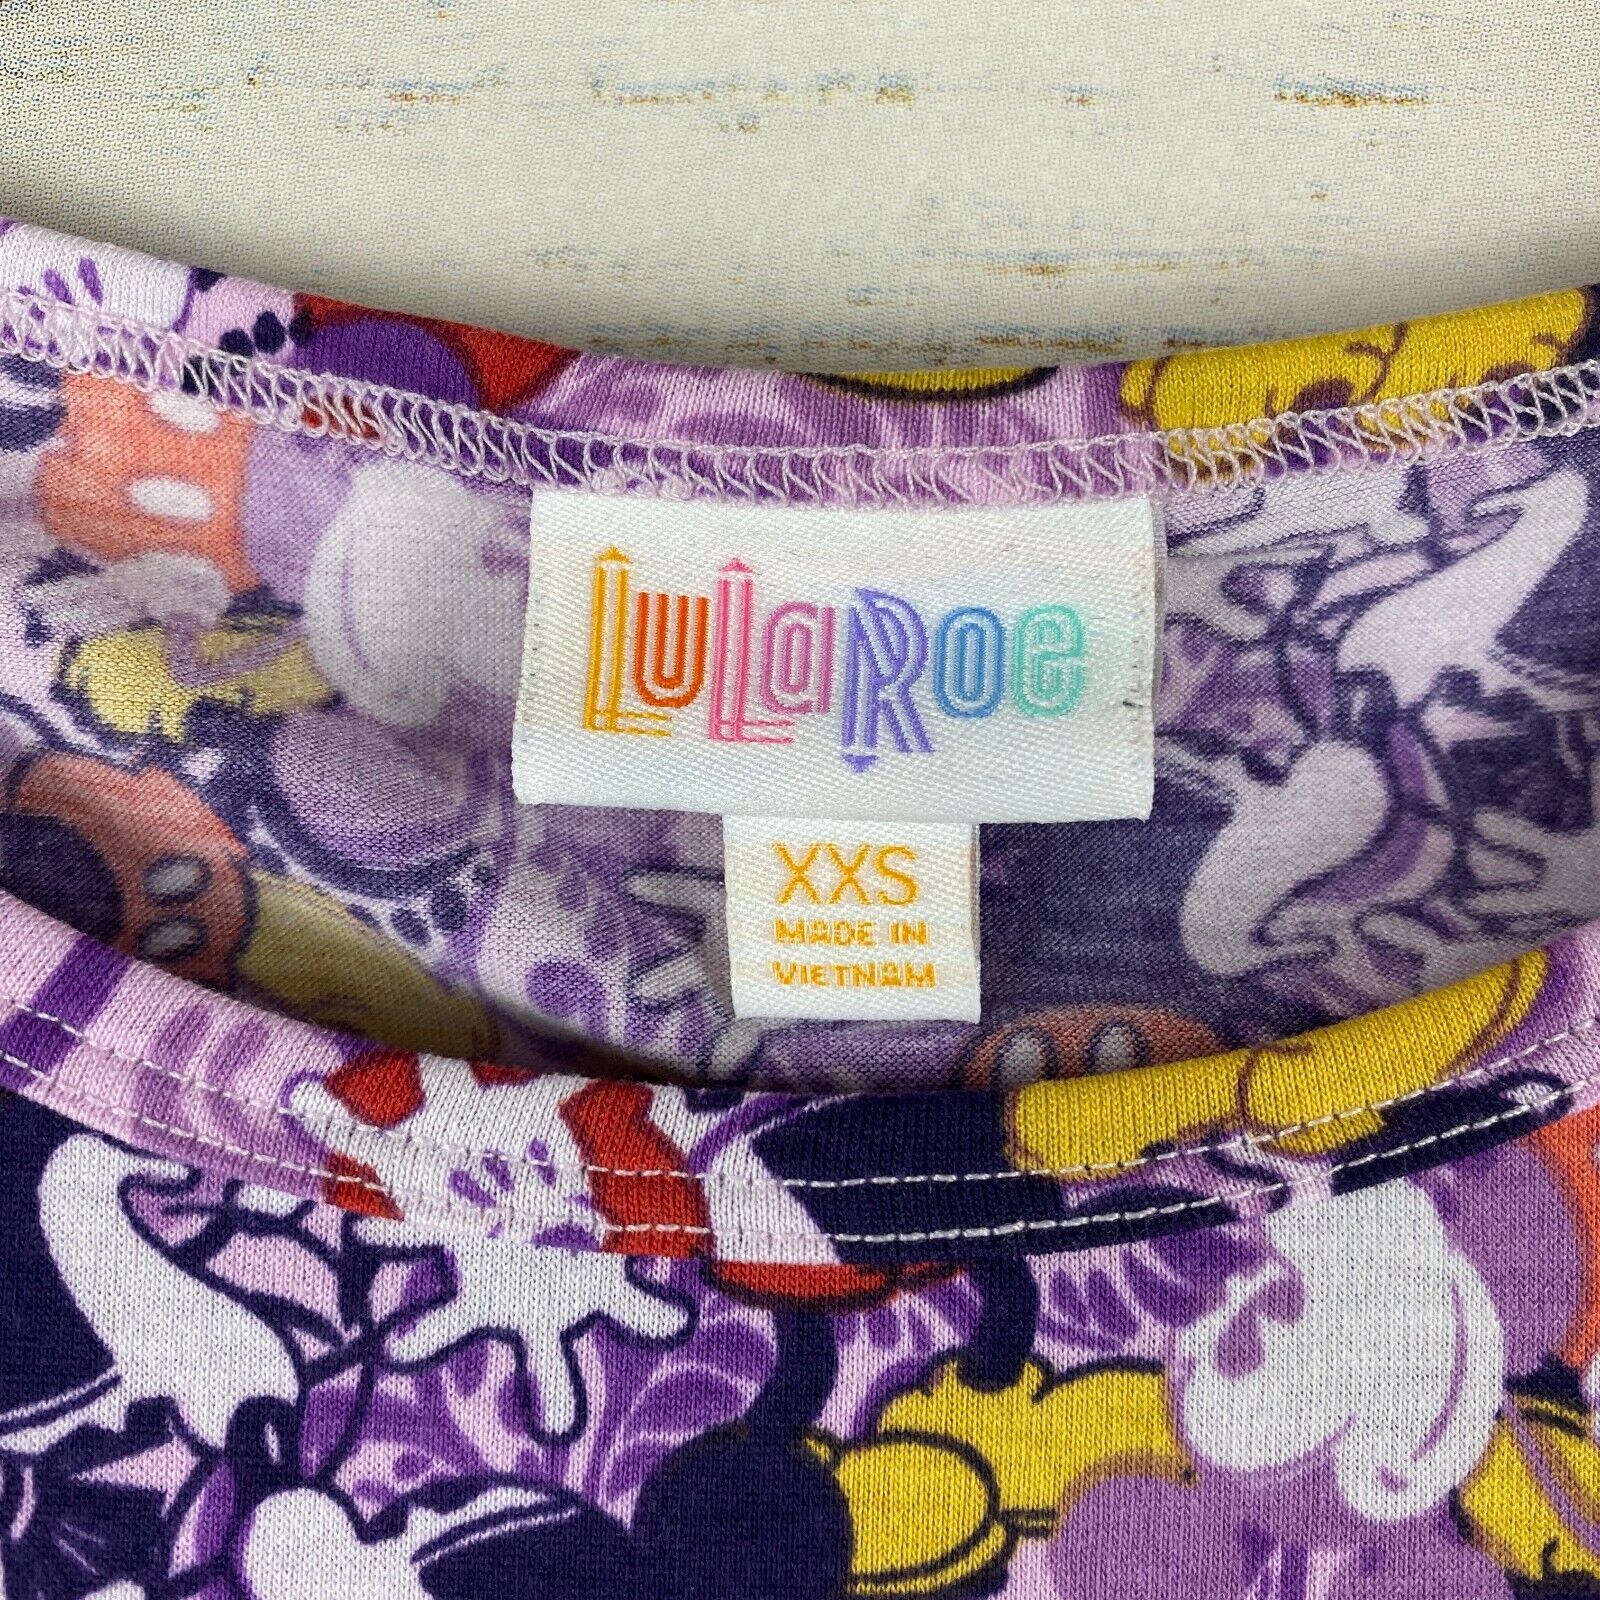 LuLaRoe
XXS
MADE IN
VIETNAM